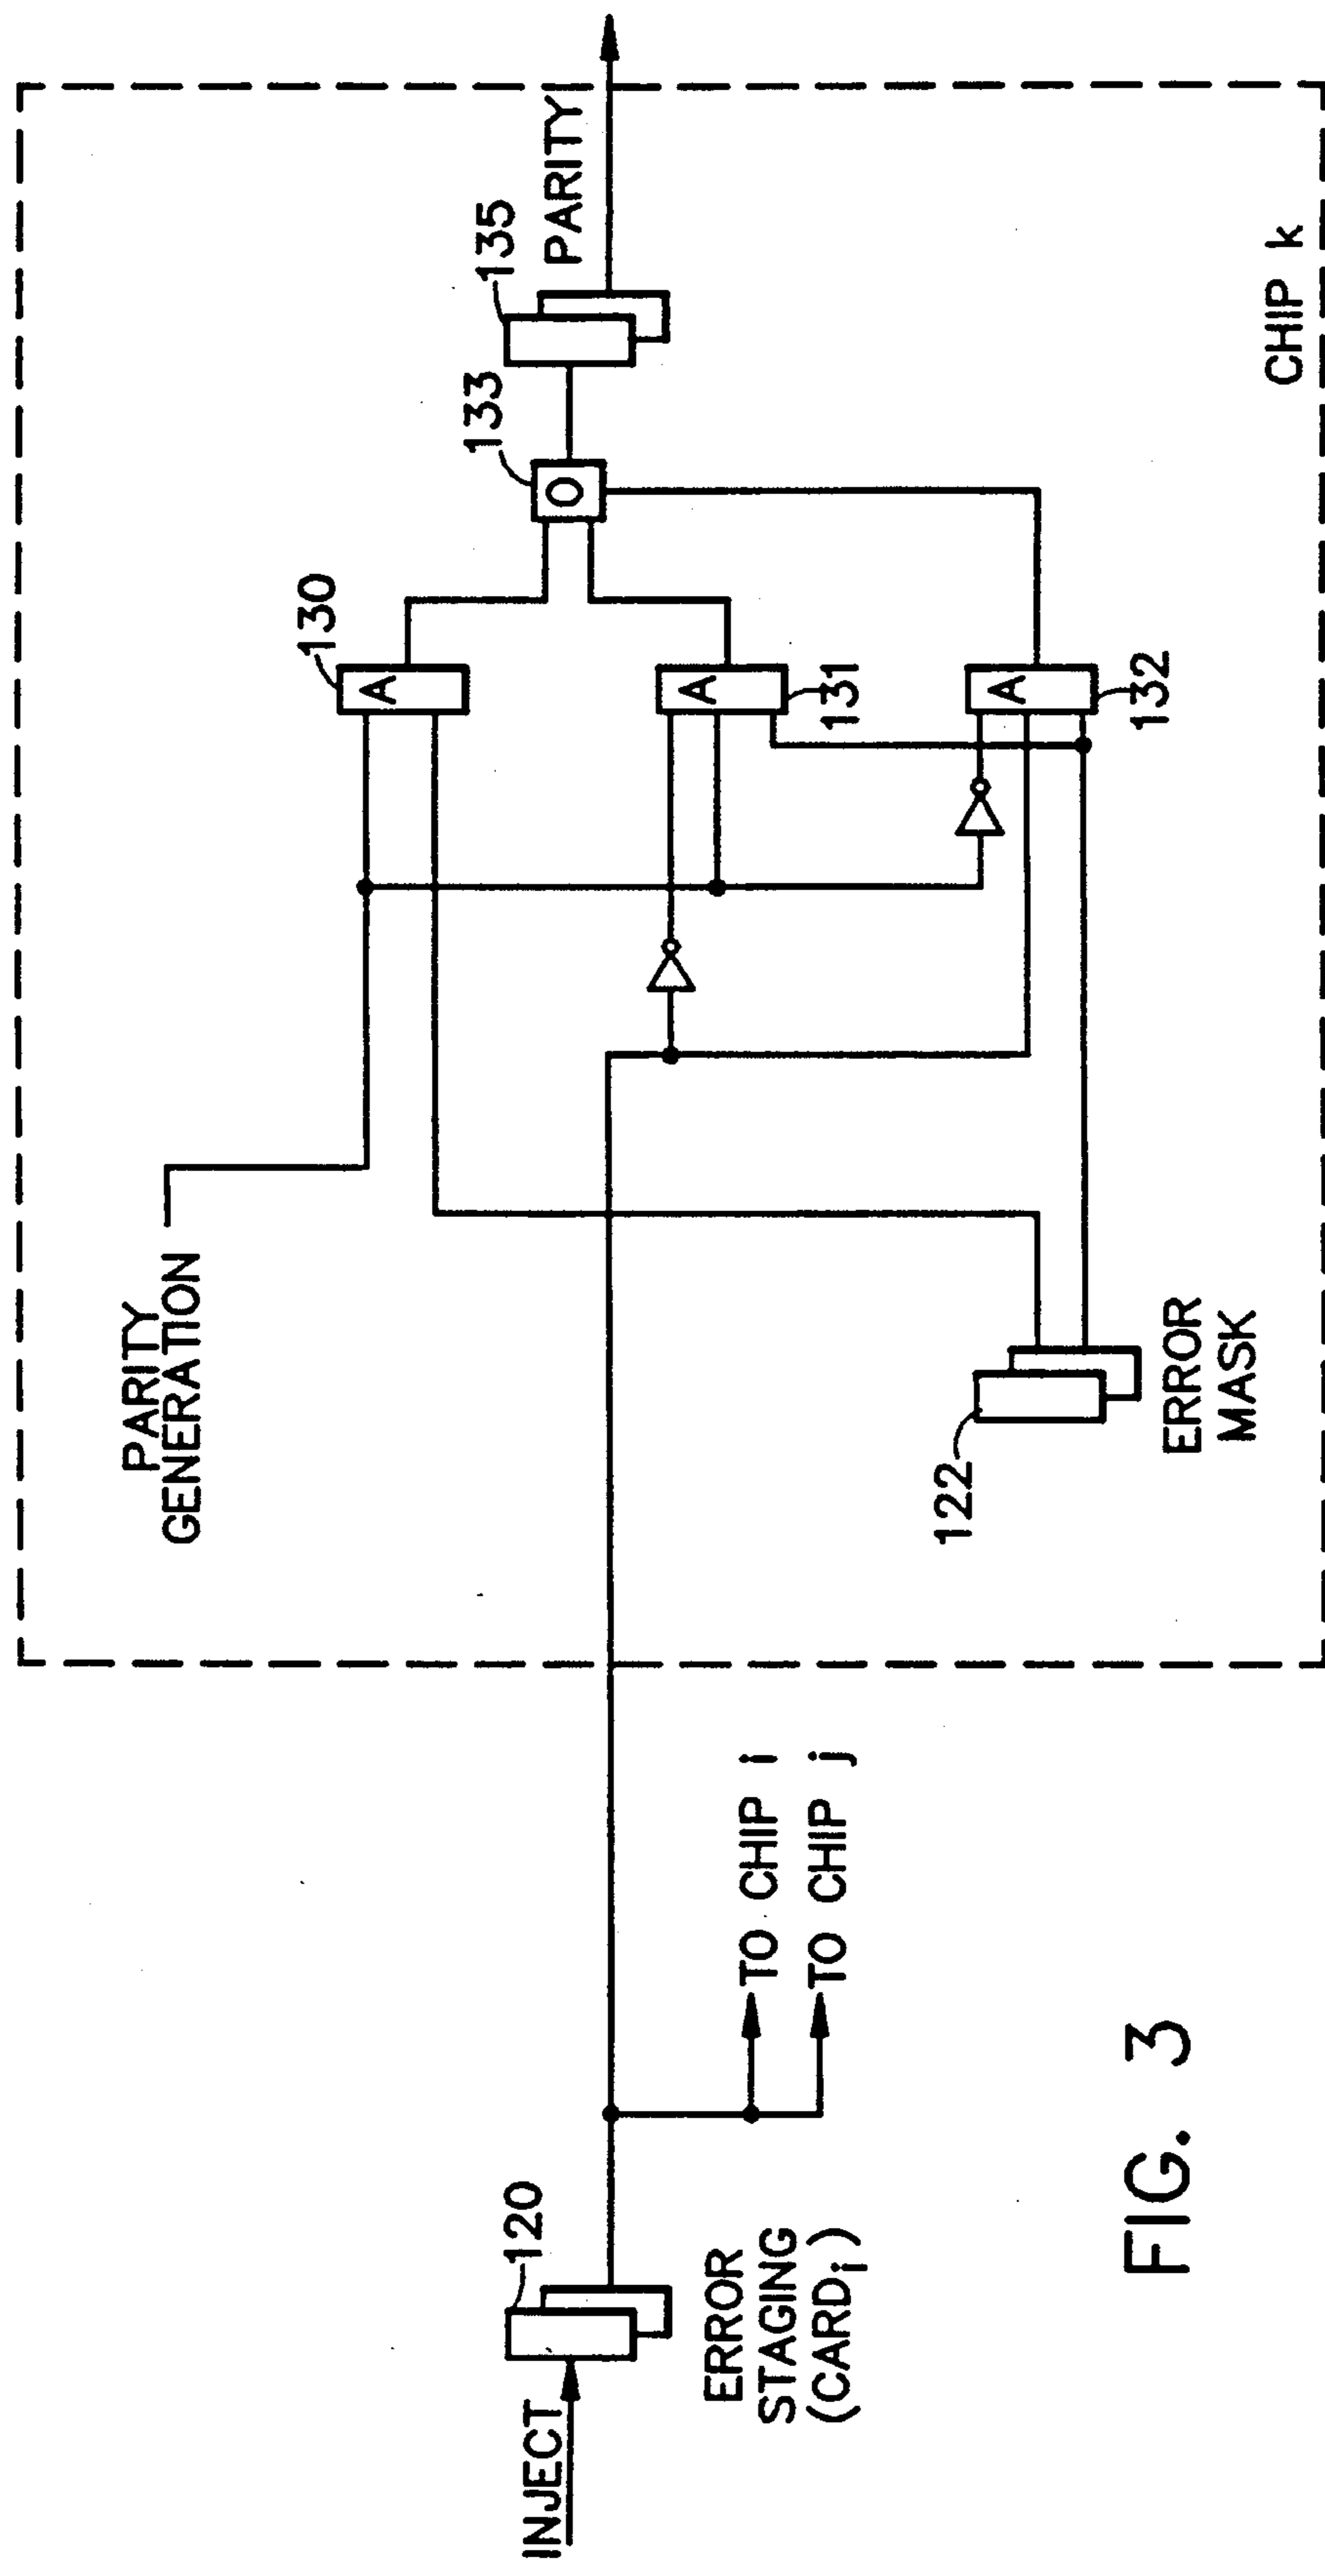 INJECT
120
ERROR
STAGING
(CARDi)
TO CHIP i
TO CHIP j
PARITY
GENERATION
122
ERROR
MASK
130
A
A
131
A
132
133
O
135
PARITY
CHIP k
FIG. 3